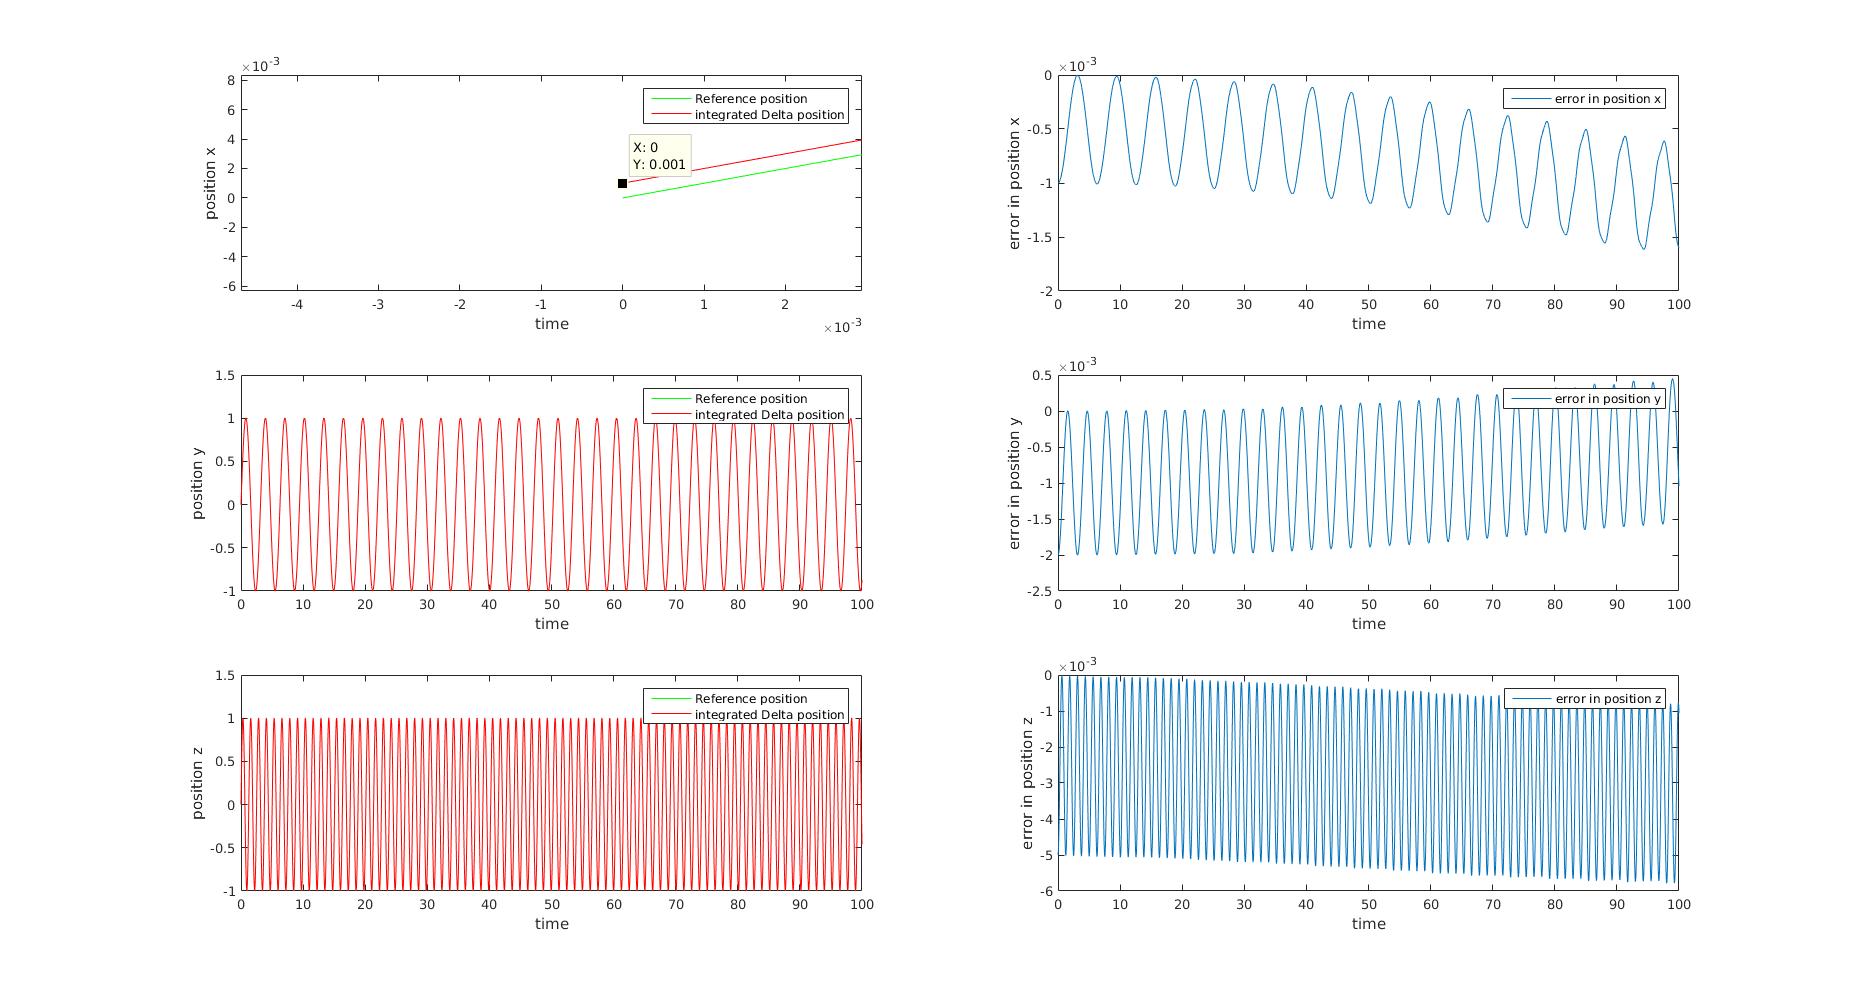 ×10⁻³
8
6
4
2
0
-2
-4
-6
position x
-4
-3
-2
-1
0
1
2
×10⁻³
time
Reference position
integrated Delta position
X: 0
Y: 0.001
×10⁻³
0
-0.5
-1
-1.5
-2
error in position x
0 10 20 30 40 50 60 70 80 90 100
time
error in position x
1.5
1
0.5
0
-0.5
-1
position y
0 10 20 30 40 50 60 70 80 90 100
time
Reference position
integrated Delta position
×10⁻³
0.5
0
-0.5
-1
-1.5
-2
-2.5
error in position y
0 10 20 30 40 50 60 70 80 90 100
time
error in position y
1.5
1
0.5
0
-0.5
-1
position z
0 10 20 30 40 50 60 70 80 90 100
time
Reference position
integrated Delta position
×10⁻³
0
-1
-2
-3
-4
-5
-6
error in position z
0 10 20 30 40 50 60 70 80 90 100
time
error in position z